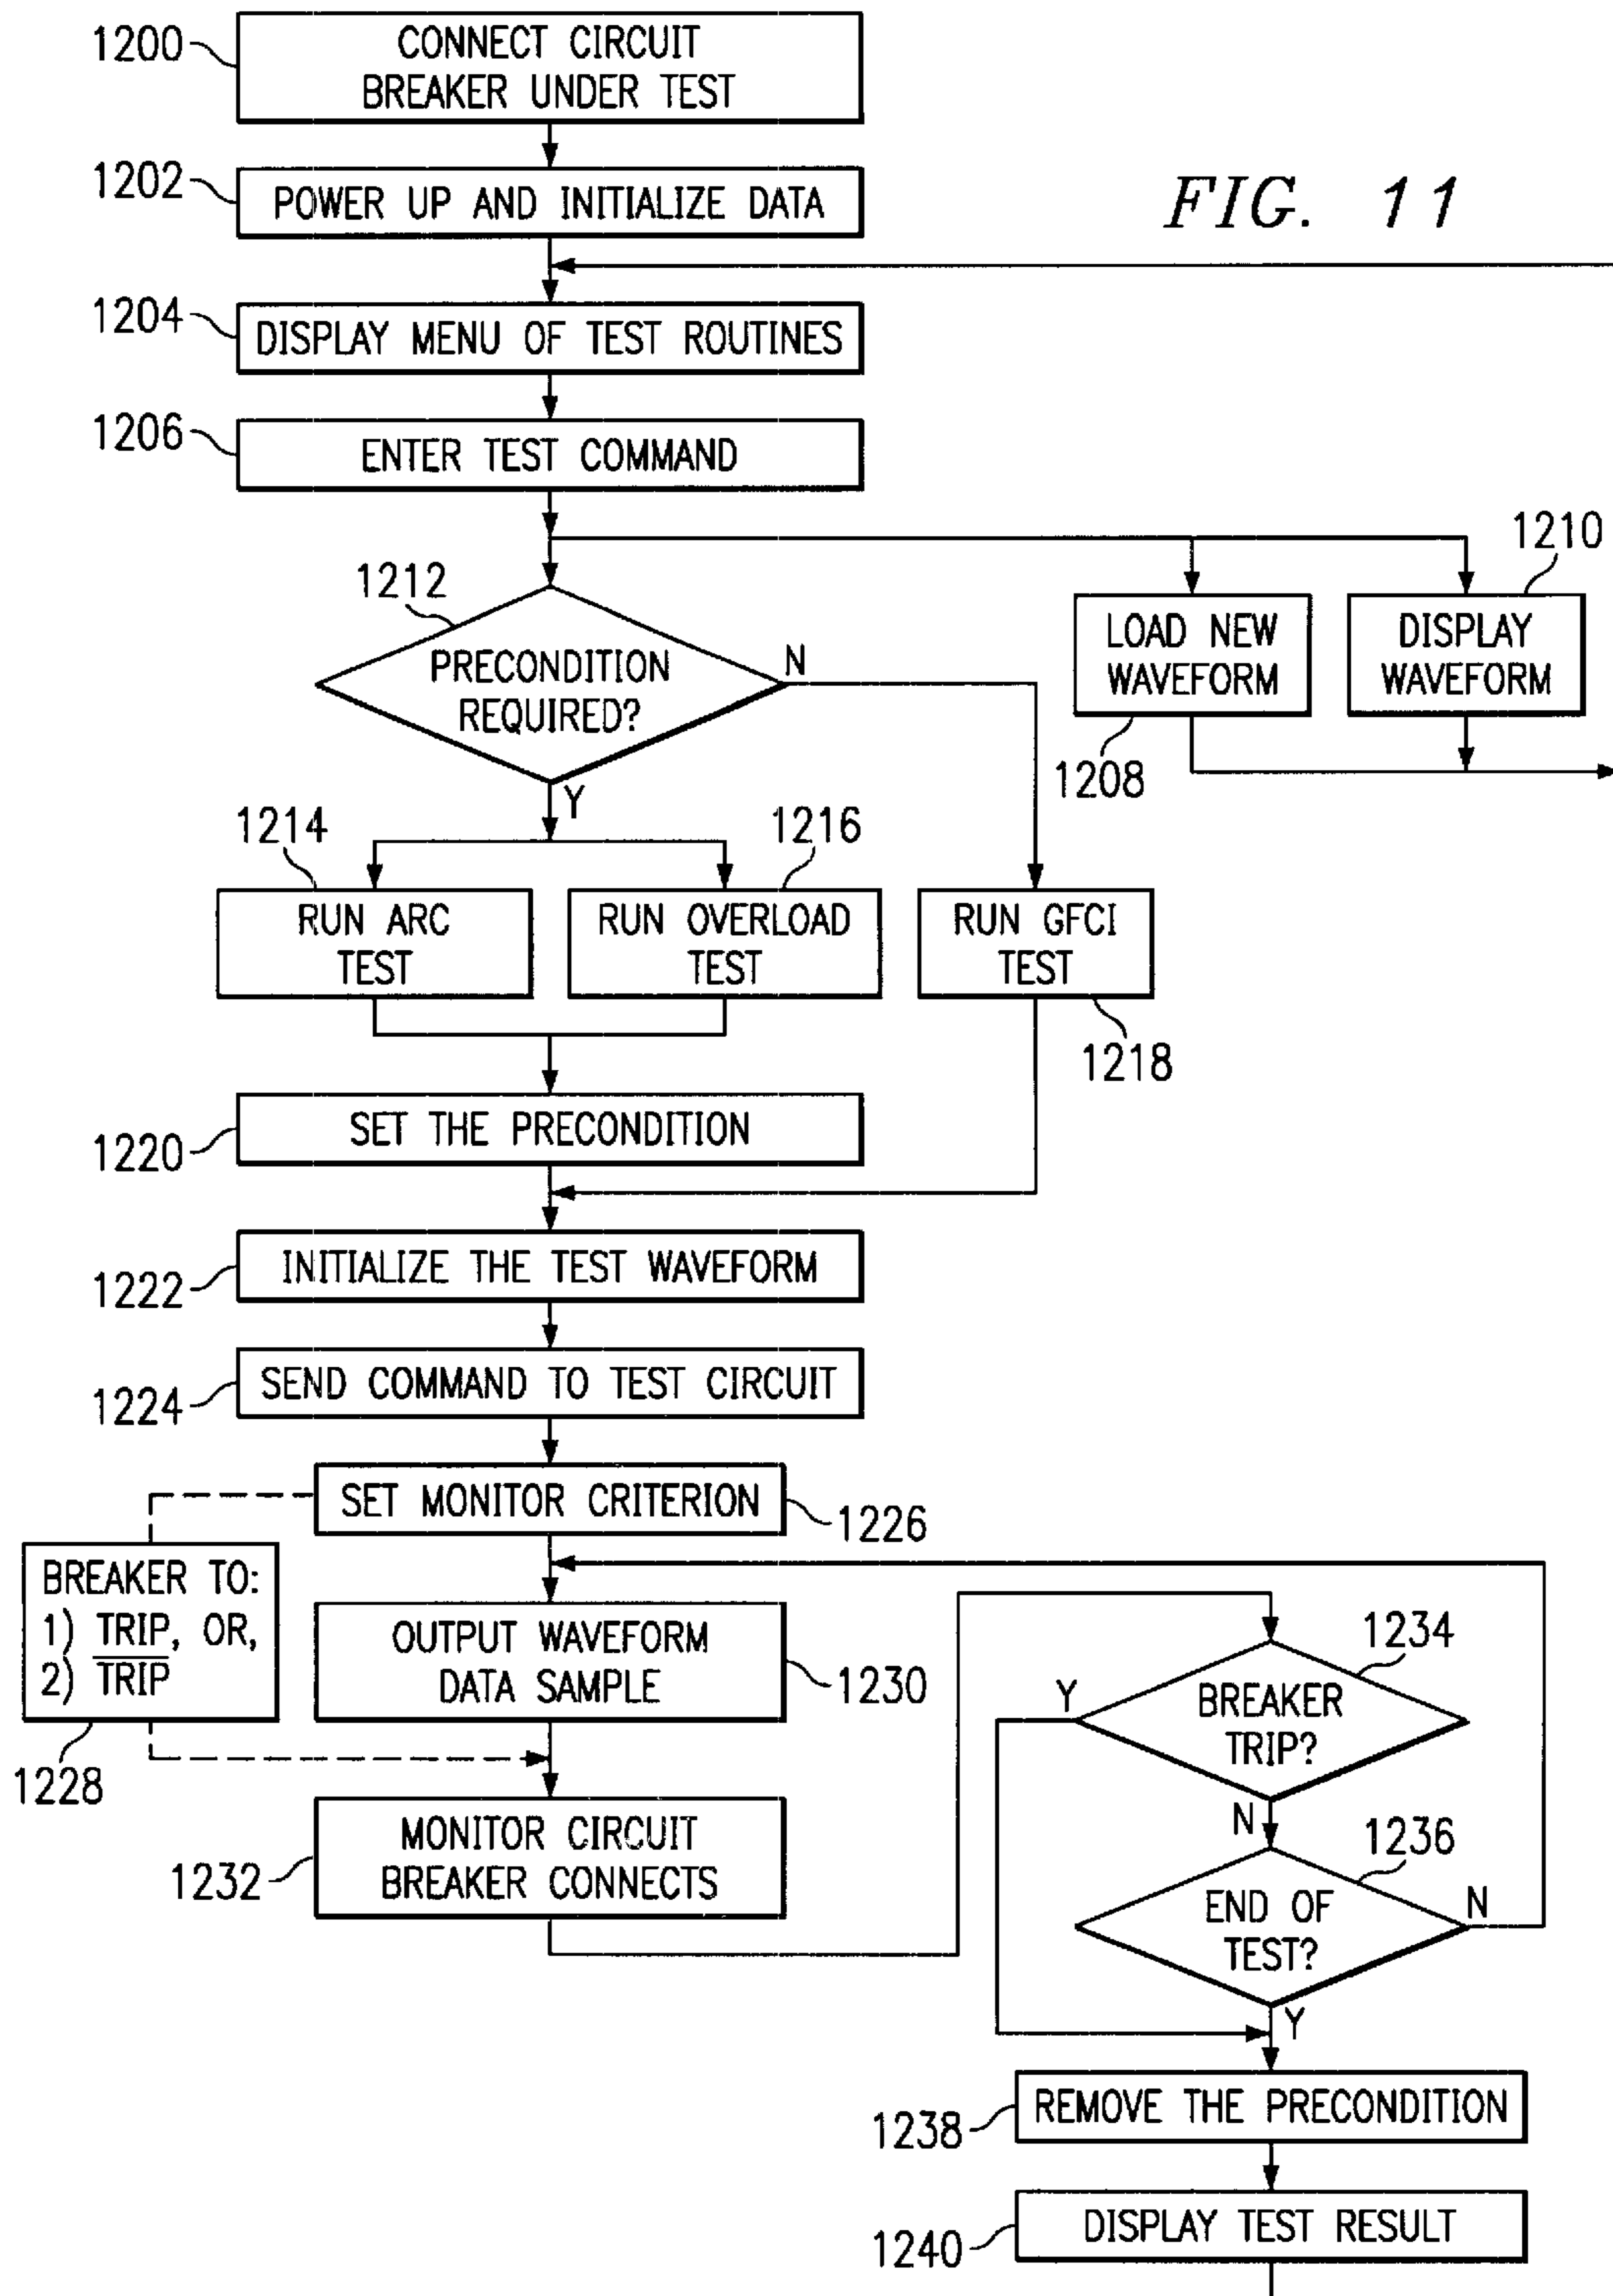 1200
CONNECT CIRCUIT
BREAKER UNDER TEST
1202
POWER UP AND INITIALIZE DATA
FIG. 11
1204
DISPLAY MENU OF TEST ROUTINES
1206
ENTER TEST COMMAND
1210
1212
LOAD NEW
WAVEFORM
DISPLAY
WAVEFORM
PRECONDITION
REQUIRED?
N
1208
Y
1214
1216
RUN ARC
TEST
RUN OVERLOAD
TEST
RUN GFCI
TEST
1218
SET THE PRECONDITION
1220
INITIALIZE THE TEST WAVEFORM
1222
SEND COMMAND TO TEST CIRCUIT
1224
SET MONITOR CRITERION
1226
BREAKER TO:
1) TRIP, OR,
2) T̅R̅I̅P̅
1228
OUTPUT WAVEFORM
DATA SAMPLE
1230
1234
Y
BREAKER
TRIP?
N
MONITOR CIRCUIT
BREAKER CONNECTS
1232
1236
END OF
TEST?
N
Y
REMOVE THE PRECONDITION
1238
DISPLAY TEST RESULT
1240